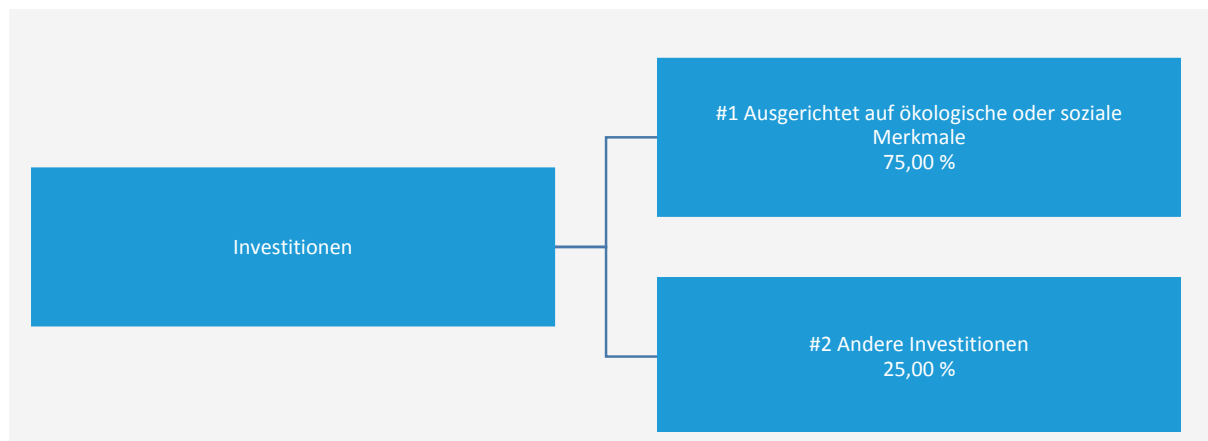 #1 Ausgerichtet auf ökologische oder soziale
Merkmale
75,00 %
Investitionen
#2 Andere Investitionen
25,00 %